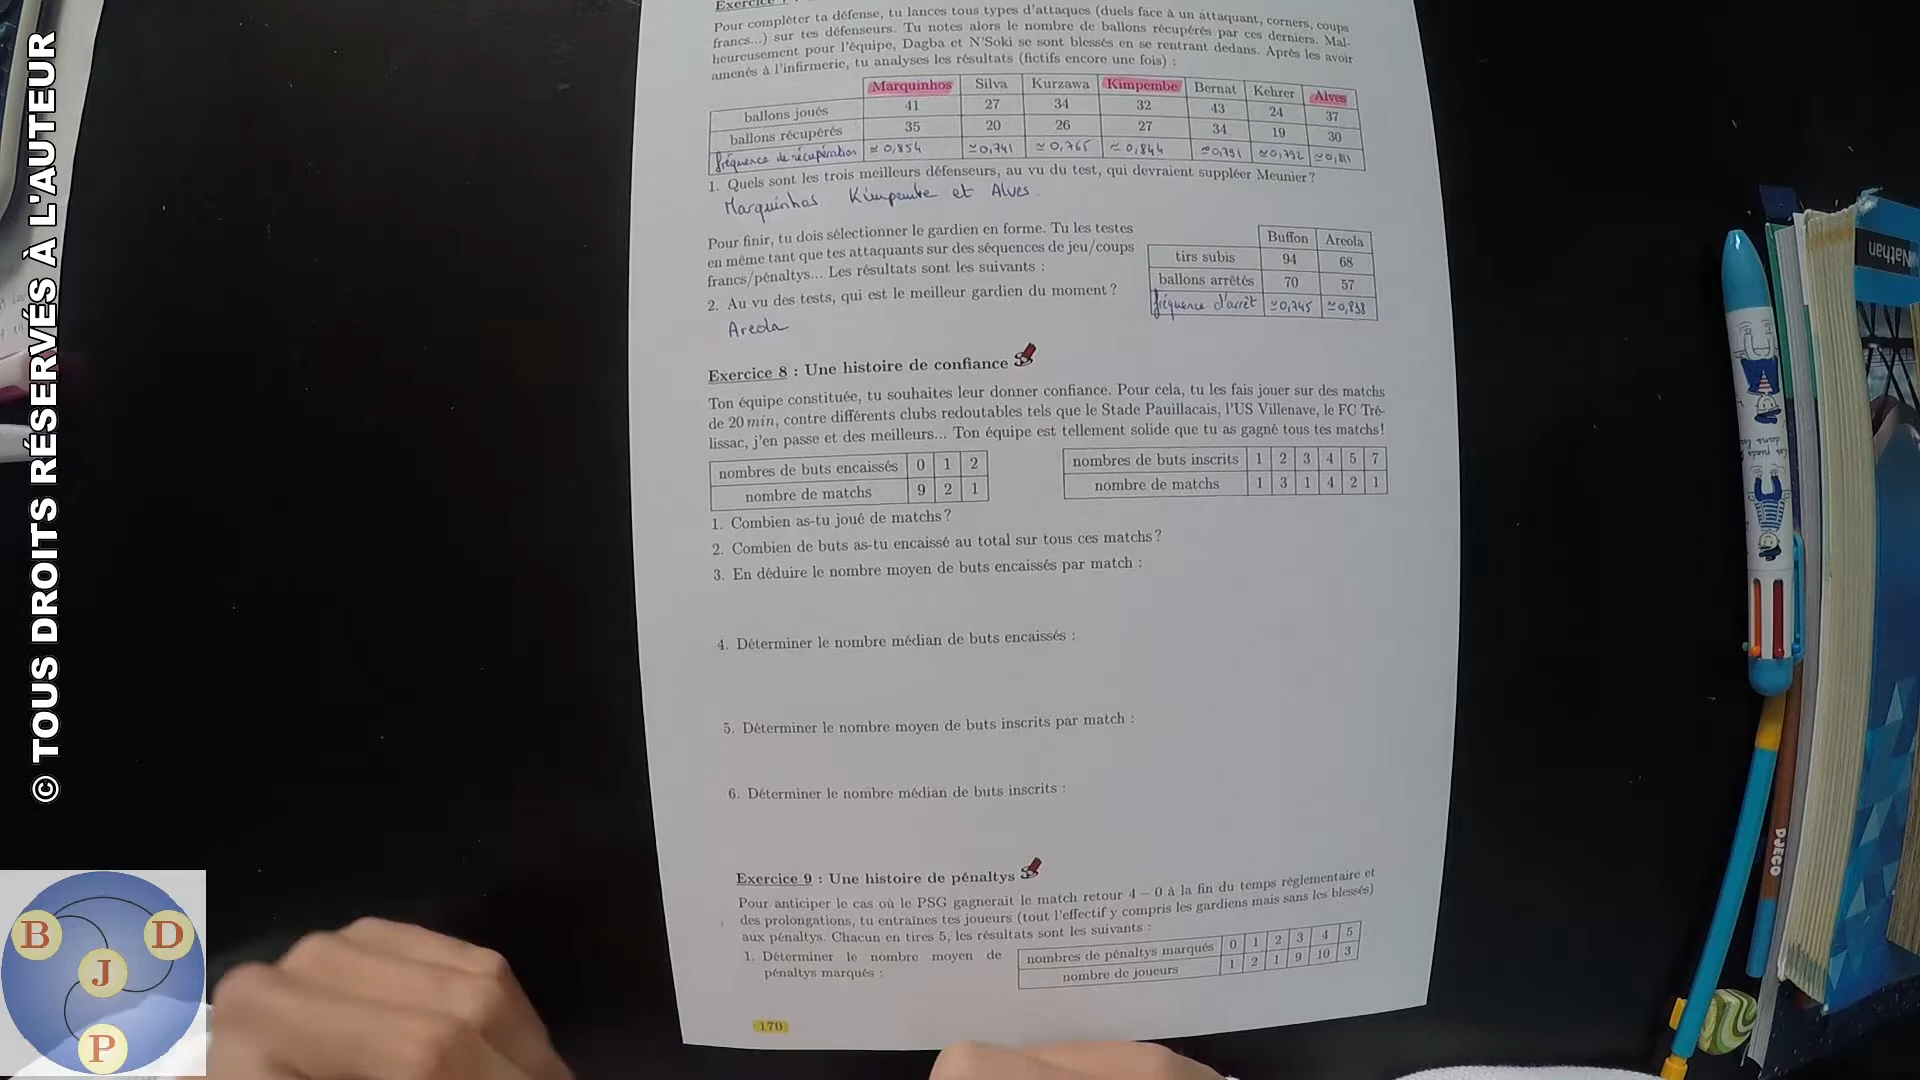 © TOUS DROITS RÉSERVÉS À L'AUTEUR
Pour compléter ta défense, tu lances tous types d'attaques (duels face à un attaquant, corners, coups
francs...) sur tes défenseurs. Tu notes alors le nombre de ballons récupérés par ces derniers. Mal-
heureusement pour l'équipe, Dagba et N'Soki se sont blessés en se rentrant dedans. Après les avoir
amenés à l'infirmerie, tu analyses les résultats (fictifs encore une fois) :
Marquinhos Silva Kurzawa Kimpembe Bernat Kehrer Alves
ballons joués 41 27 34 32 43 24 37
ballons récupérés 35 20 26 27 34 19 30
fréquence de récupération ≃0,854 ≃0,741 ≃0,765 ≃0,844 ≃0,791 ≃0,792 ≃0,811
1. Quels sont les trois meilleurs défenseurs, au vu du test, qui devraient suppléer Meunier ?
Marquinhos Kimpembe et Alves.
Pour finir, tu dois sélectionner le gardien en forme. Tu les testes
en même tant que tes attaquants sur des séquences de jeu/coups
francs/pénaltys... Les résultats sont les suivants :
Buffon Areola
tirs subis 94 68
ballons arrêtés 70 57
fréquence d'arrêt ≃0,745 ≃0,838
2. Au vu des tests, qui est le meilleur gardien du moment ?
Areola
Exercice 8 : Une histoire de confiance
Ton équipe constituée, tu souhaites leur donner confiance. Pour cela, tu les fais jouer sur des matchs
de 20 min, contre différents clubs redoutables tels que le Stade Pauillacais, l'US Villenave, le FC Tré-
lissac, j'en passe et des meilleurs... Ton équipe est tellement solide que tu as gagné tous tes matchs !
nombres de buts encaissés 0 1 2
nombre de matchs 9 2 1
nombres de buts inscrits 1 2 3 4 5 7
nombre de matchs 1 3 1 4 2 1
1. Combien as-tu joué de matchs ?
2. Combien de buts as-tu encaissé au total sur tous ces matchs ?
3. En déduire le nombre moyen de buts encaissés par match :
4. Déterminer le nombre médian de buts encaissés :
5. Déterminer le nombre moyen de buts inscrits par match :
6. Déterminer le nombre médian de buts inscrits :
Exercice 9 : Une histoire de pénaltys
Pour anticiper le cas où le PSG gagnerait le match retour 4 – 0 à la fin du temps règlementaire et
des prolongations, tu entraînes tes joueurs (tout l'effectif y compris les gardiens mais sans les blessés)
aux pénaltys. Chacun en tires 5, les résultats sont les suivants :
1. Déterminer le nombre moyen de
pénaltys marqués :
nombres de pénaltys marqués 0 1 2 3 4 5
nombre de joueurs 1 2 1 9 10 3
170
Nathan
DJECO
B D
J
P